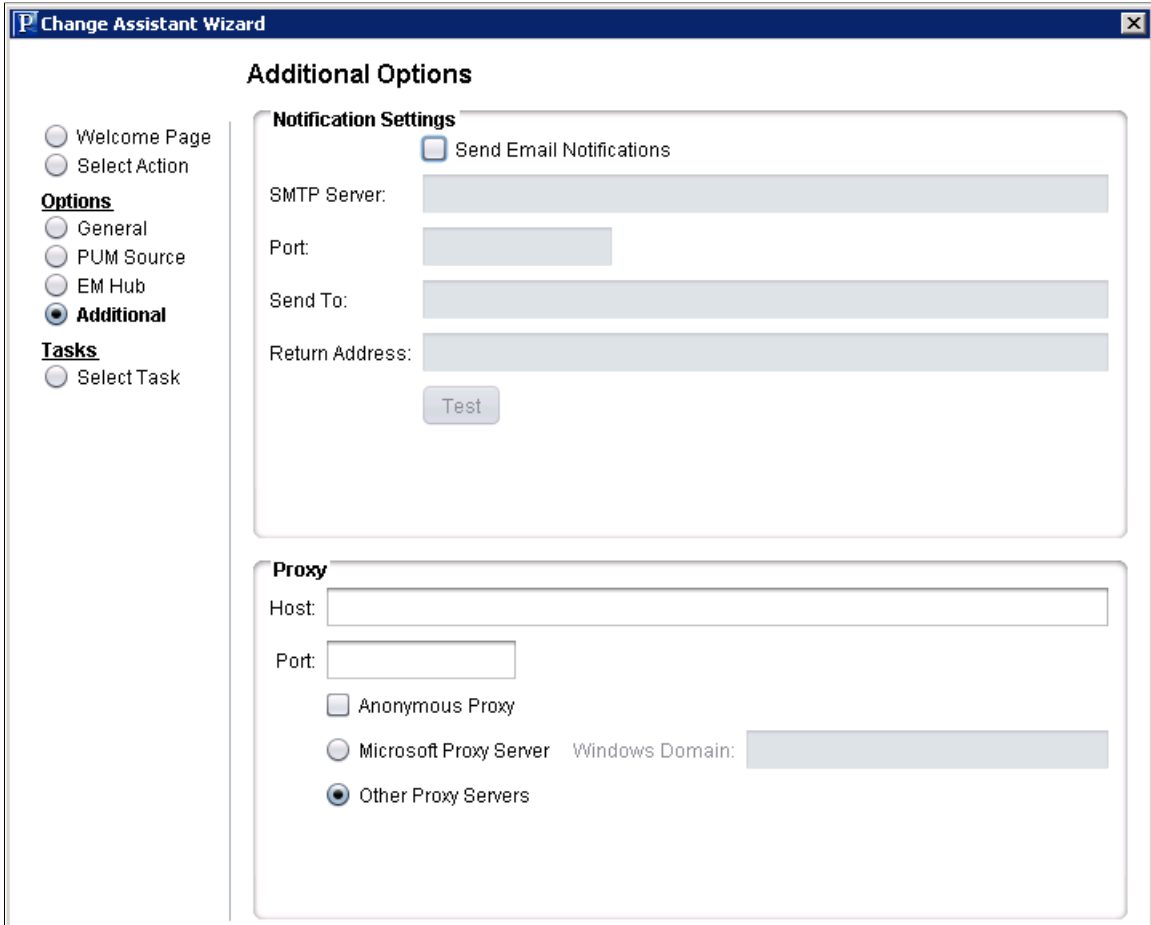 P Change Assistant Wizard
Additional Options
Welcome Page
Select Action
Options
General
PUM Source
EM Hub
Additional
Tasks
Select Task
Notification Settings
Send Email Notifications
SMTP Server:
Port:
Send To:
Return Address:
Test
Proxy
Host:
Port:
Anonymous Proxy
Microsoft Proxy Server Windows Domain:
Other Proxy Servers